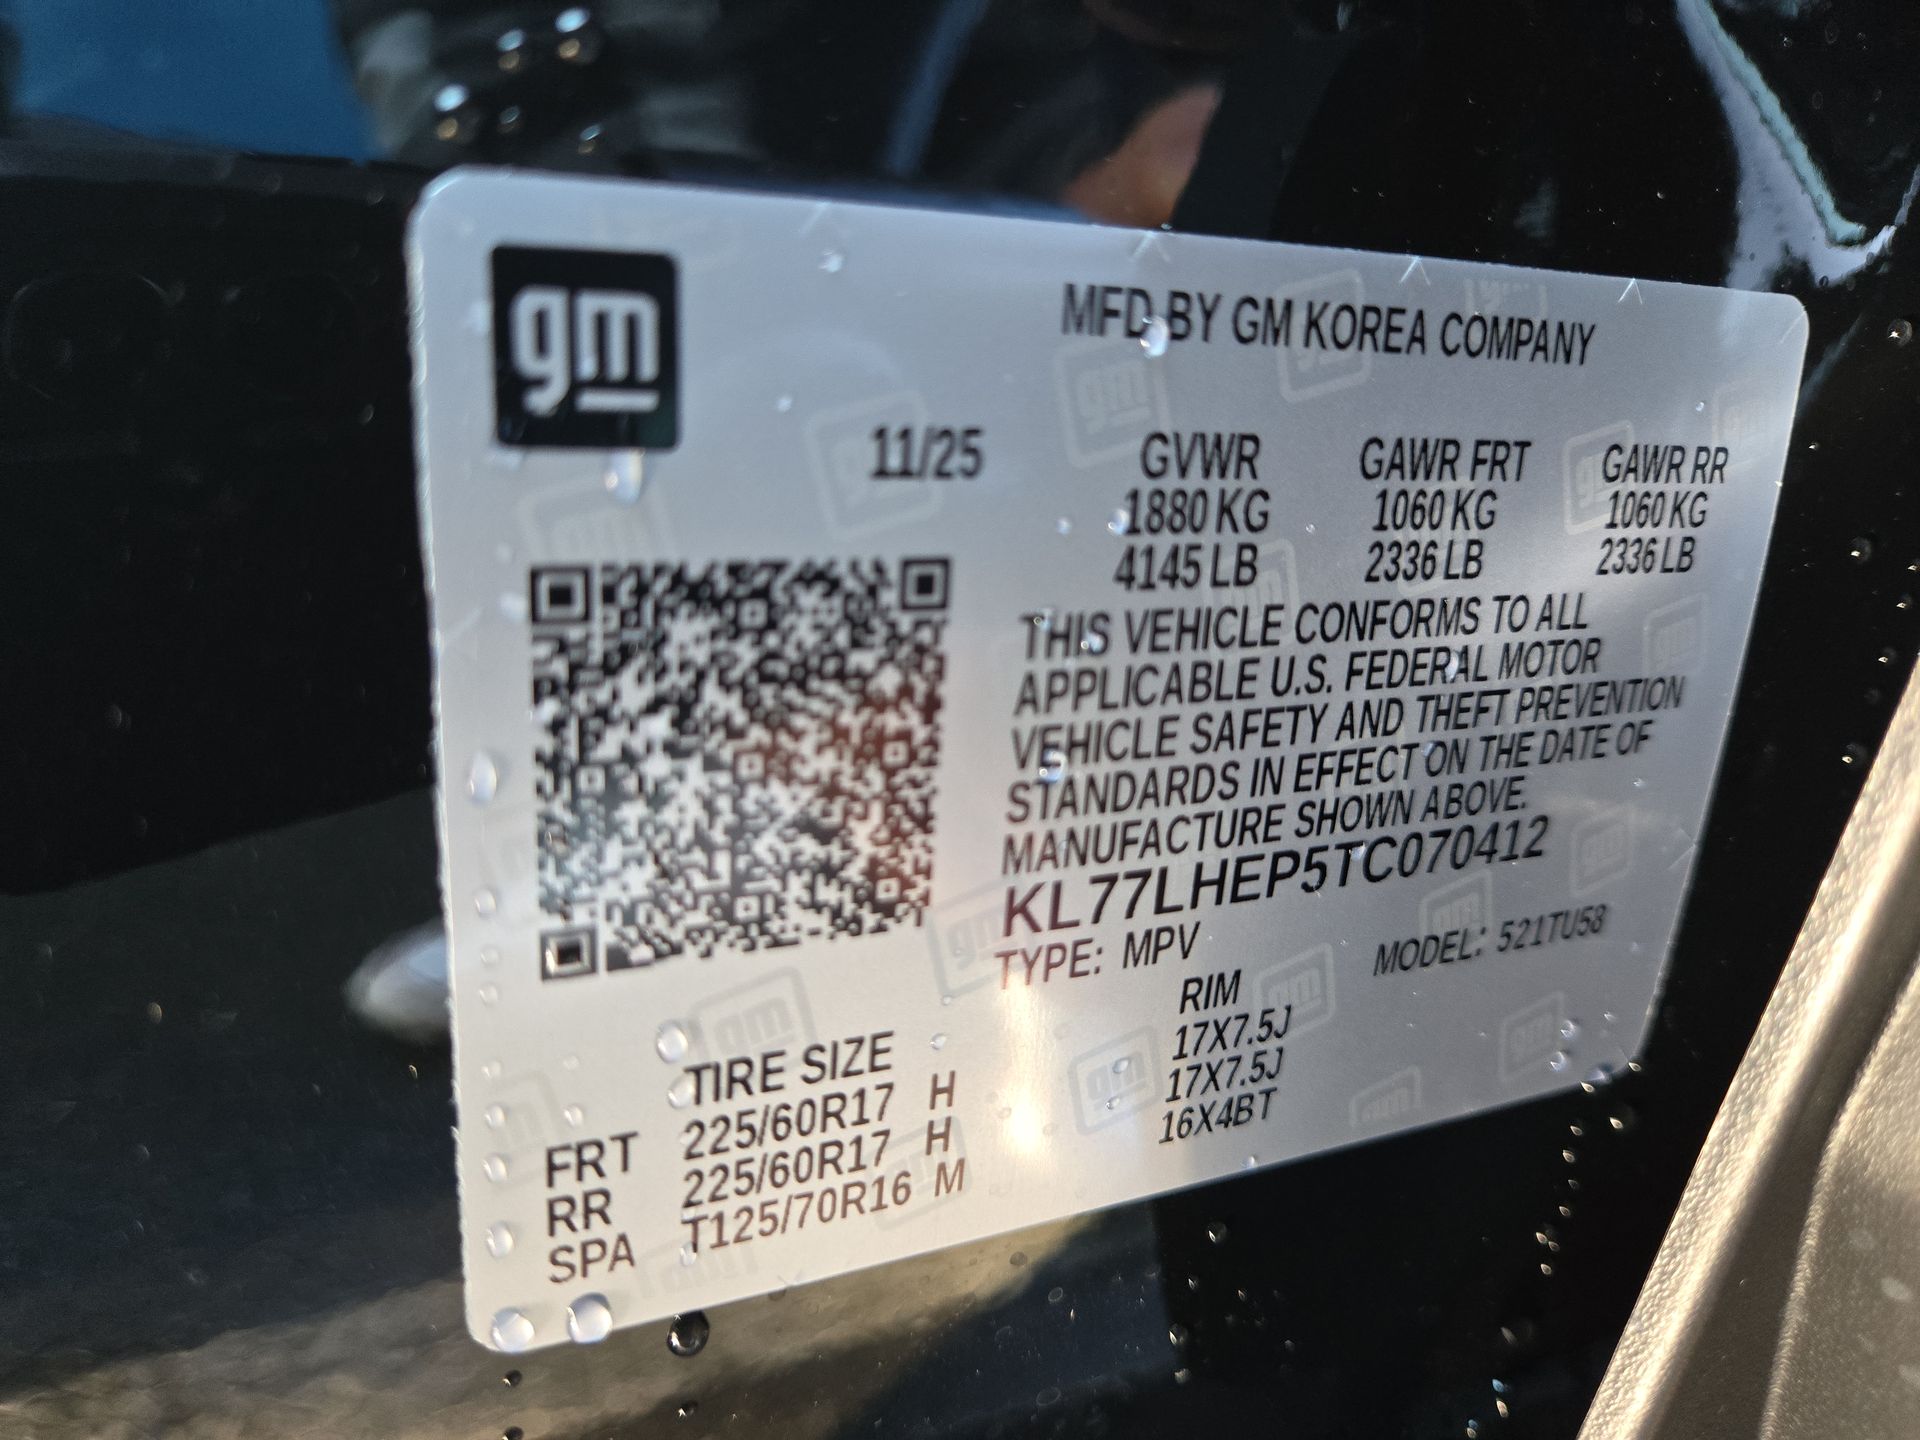 gm
MFD BY GM KOREA COMPANY
11/25
GVWR GAWR FRT GAWR RR
1880 KG 1060 KG 1060 KG
4145 LB 2336 LB 2336 LB
THIS VEHICLE CONFORMS TO ALL
APPLICABLE U.S. FEDERAL MOTOR
VEHICLE SAFETY AND THEFT PREVENTION
STANDARDS IN EFFECT ON THE DATE OF
MANUFACTURE SHOWN ABOVE.
KL77LHEP5TC070412
TYPE: MPV MODEL: 521TU58
TIRE SIZE RIM
FRT 225/60R17 H 17X7.5J
RR 225/60R17 H 17X7.5J
SPA T125/70R16 M 16X4BT